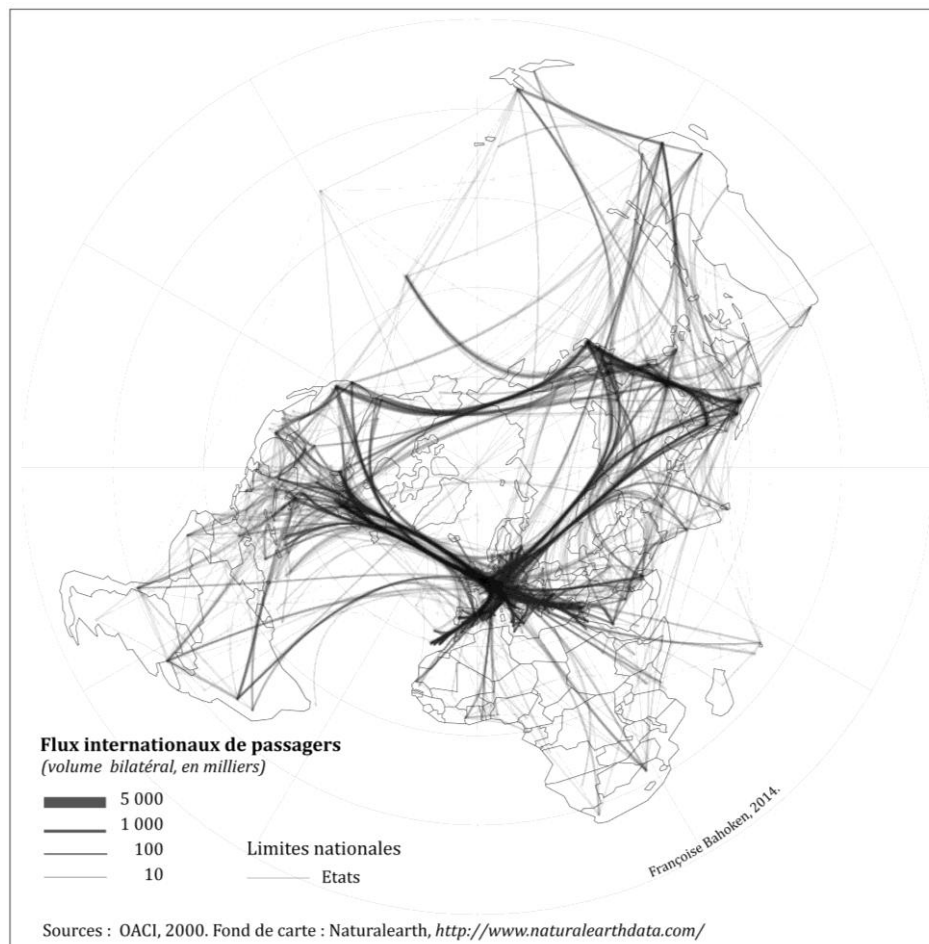 Flux internationaux de passagers
(volume bilatéral, en milliers)
5 000
1 000
100
10
Limites nationales
Etats
Françoise Bahoken, 2014.
Sources : OACI, 2000. Fond de carte : Naturalearth, http://www.naturalearthdata.com/